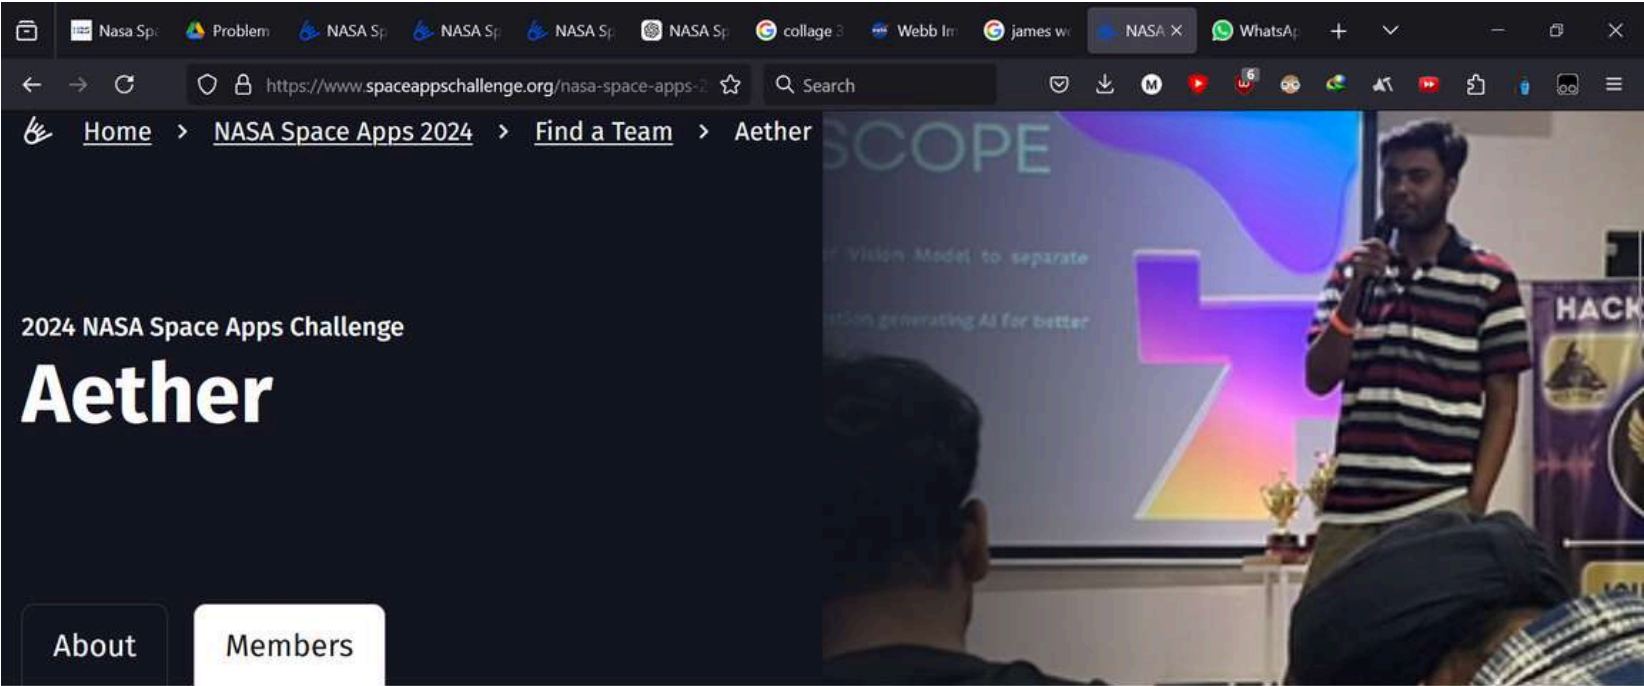 Nasa Sp
Problem
NASA Sp
NASA Sp
NASA Sp
NASA Sp
collage 3
Webb Im
james w
NASA
WhatsAp
https://www.spaceappschallenge.org/nasa-space-apps-2
Search
6
Home > NASA Space Apps 2024 > Find a Team > Aether
SCOPE
Vision Model to separate
generating AI for better
HACK
2024 NASA Space Apps Challenge
Aether
About
Members